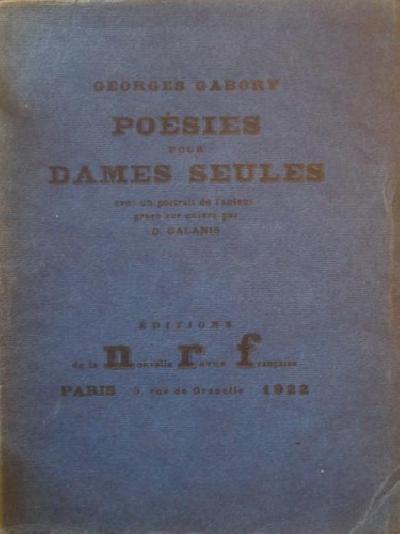 GEORGES GABORY
POÉSIES
POUR
DAMES SEULES
avec un portrait de l'auteur
gravé sur cuivre par
D. GALANIS
ÉDITIONS
de la nouvelle revue française
PARIS 3, rue de Grenelle 1922